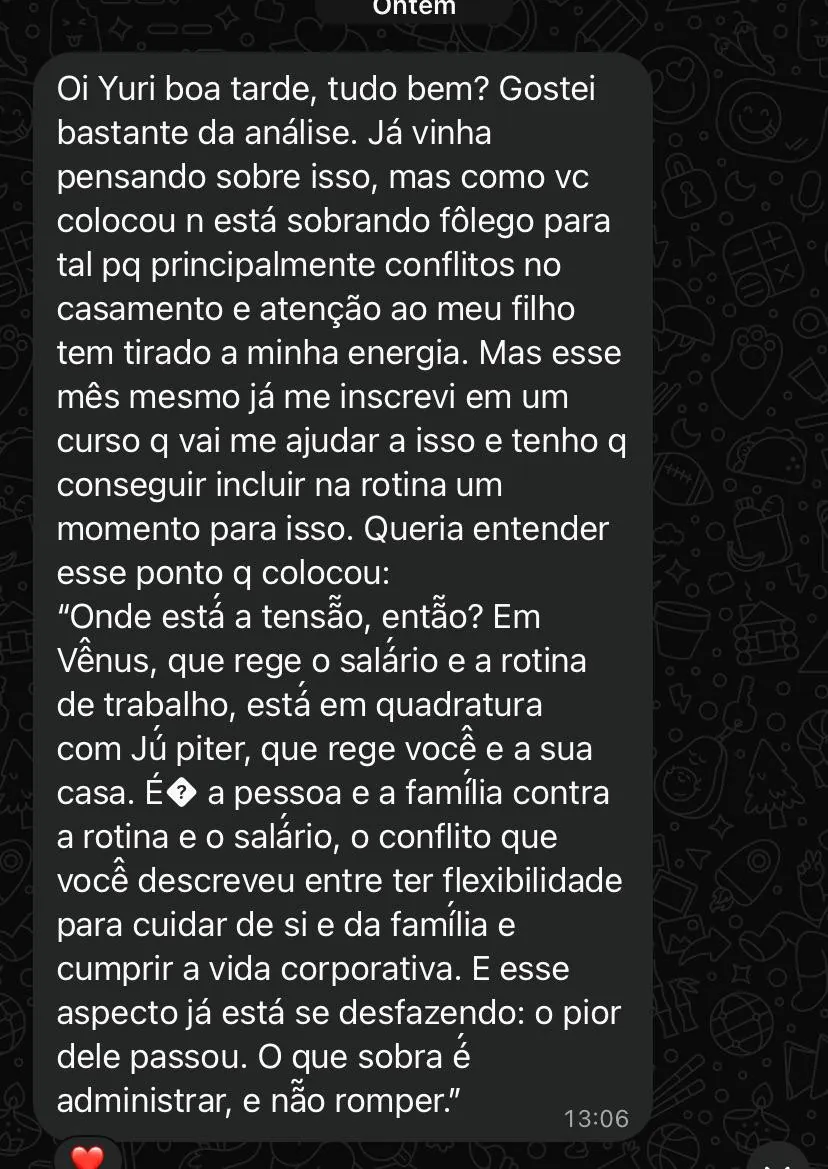 Ontem
Oi Yuri boa tarde, tudo bem? Gostei
bastante da análise. Já vinha
pensando sobre isso, mas como vc
colocou n está sobrando fôlego para
tal pq principalmente conflitos no
casamento e atenção ao meu filho
tem tirado a minha energia. Mas esse
mês mesmo já me inscrevi em um
curso q vai me ajudar a isso e tenho q
conseguir incluir na rotina um
momento para isso. Queria entender
esse ponto q colocou:
“Onde está a tensão, então? Em
Vênus, que rege o salário e a rotina
de trabalho, está em quadratura
com Jú piter, que rege você e a sua
casa. É� a pessoa e a família contra
a rotina e o salário, o conflito que
você descreveu entre ter flexibilidade
para cuidar de si e da família e
cumprir a vida corporativa. E esse
aspecto já está se desfazendo: o pior
dele passou. O que sobra é
administrar, e não romper.”
13:06